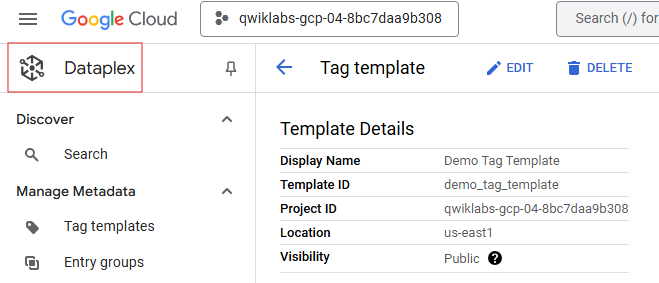 Google Cloud
qwiklabs-gcp-04-8bc7daa9b308
Search (/) for
Dataplex
Tag template
EDIT
DELETE
Discover
Search
Manage Metadata
Tag templates
Entry groups
Template Details
Display Name Demo Tag Template
Template ID demo_tag_template
Project ID qwiklabs-gcp-04-8bc7daa9b308
Location us-east1
Visibility Public ?